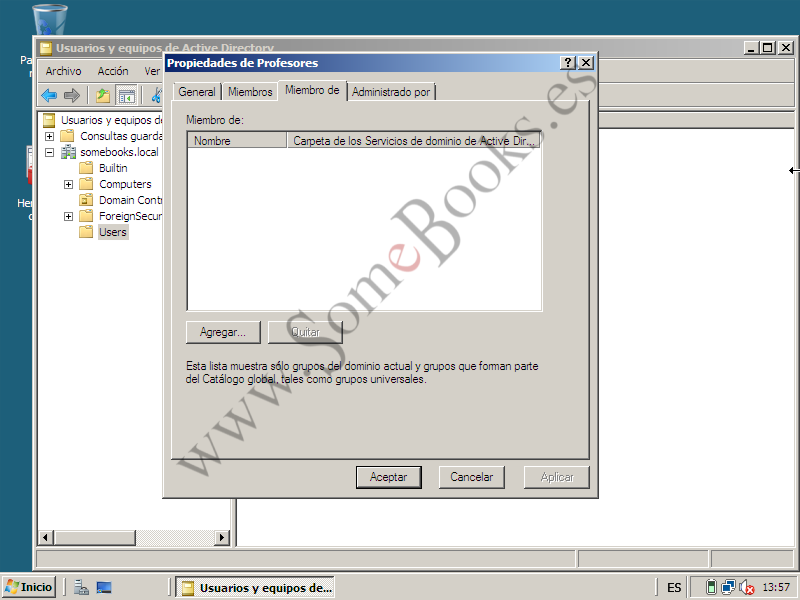 Pa
r
Usuarios y equipos de Active Directory
Archivo Acción Ver
Propiedades de Profesores
General Miembros Miembro de Administrado por
Miembro de:
Nombre Carpeta de los Servicios de dominio de Active Dir...
Usuarios y equipos de
Consultas guarda
somebooks.local
Builtin
Computers
Domain Contr
ForeignSecur
Users
Her
c
Agregar... Quitar
Esta lista muestra sólo grupos del dominio actual y grupos que forman parte
del Catálogo global, tales como grupos universales.
Aceptar Cancelar Aplicar
www.SomeBooks.es
Inicio Usuarios y equipos de... ES 13:57